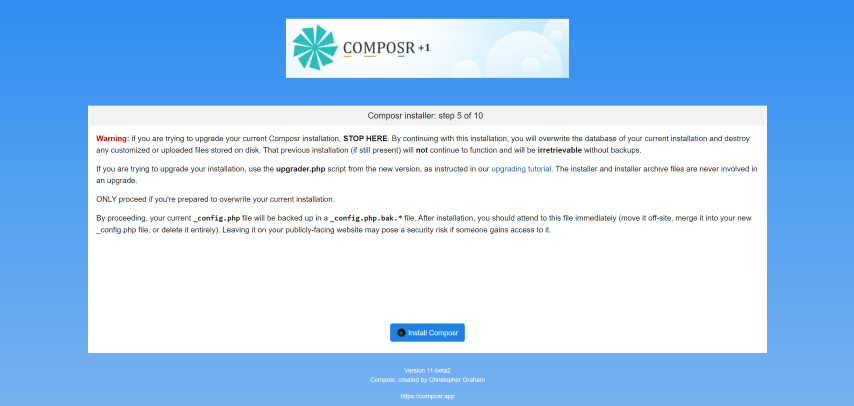 COMPOSR +1
Composr installer: step 5 of 10
Warning: if you are trying to upgrade your current Composr installation, STOP HERE. By continuing with this installation, you will overwrite the database of your current installation and destroy
any customized or uploaded files stored on disk. That previous installation (if still present) will not continue to function and will be irretrievable without backups.
If you are trying to upgrade your installation, use the upgrader.php script from the new version, as instructed in our upgrading tutorial. The installer and installer archive files are never involved in
an upgrade.
ONLY proceed if you're prepared to overwrite your current installation.
By proceeding, your current _config.php file will be backed up in a _config.php.bak.* file. After installation, you should attend to this file immediately (move it off-site, merge it into your new
_config.php file, or delete it entirely). Leaving it on your publicly-facing website may pose a security risk if someone gains access to it.
Install Composr
Version 11-beta2
Composr, created by Christopher Graham
https://composr.app